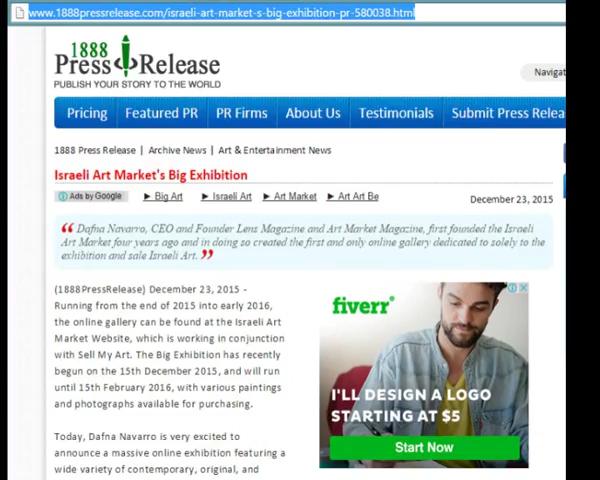 www.1888pressrelease.com/israeli-art-market-s-big-exhibition-pr-580038.html
1888
Press Release
PUBLISH YOUR STORY TO THE WORLD
Navigat
Pricing Featured PR PR Firms About Us Testimonials Submit Press Relea
1888 Press Release | Archive News | Art & Entertainment News
Israeli Art Market's Big Exhibition
Ads by Google ► Big Art ► Israeli Art ► Art Market ► Art Art Be
December 23, 2015
Dafna Navarro, CEO and Founder Lens Magazine and Art Market Magazine, first founded the Israeli
Art Market four years ago and in doing so created the first and only online gallery dedicated to solely to the
exhibition and sale Israeli Art.
(1888PressRelease) December 23, 2015 -
Running from the end of 2015 into early 2016,
the online gallery can be found at the Israeli Art
Market Website, which is working in conjunction
with Sell My Art. The Big Exhibition has recently
begun on the 15th December 2015, and will run
until 15th February 2016, with various paintings
and photographs available for purchasing.
Today, Dafna Navarro is very excited to
announce a massive online exhibition featuring a
wide variety of contemporary, original, and
fiverr
I'LL DESIGN A LOGO
STARTING AT $5
Start Now